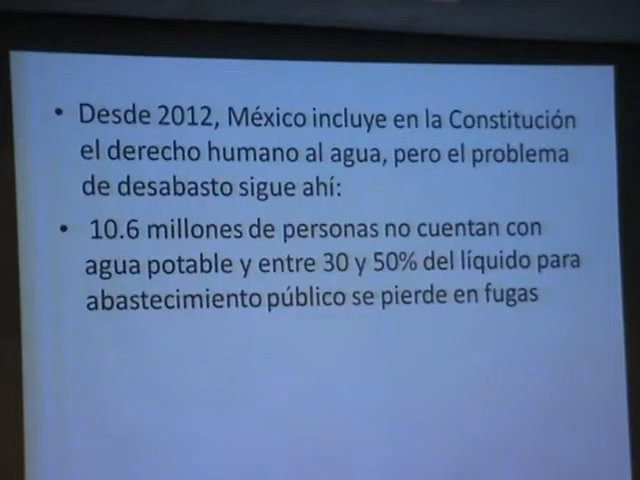 • Desde 2012, México incluye en la Constitución
el derecho humano al agua, pero el problema
de desabasto sigue ahí:
• 10.6 millones de personas no cuentan con
agua potable y entre 30 y 50% del líquido para
abastecimiento público se pierde en fugas